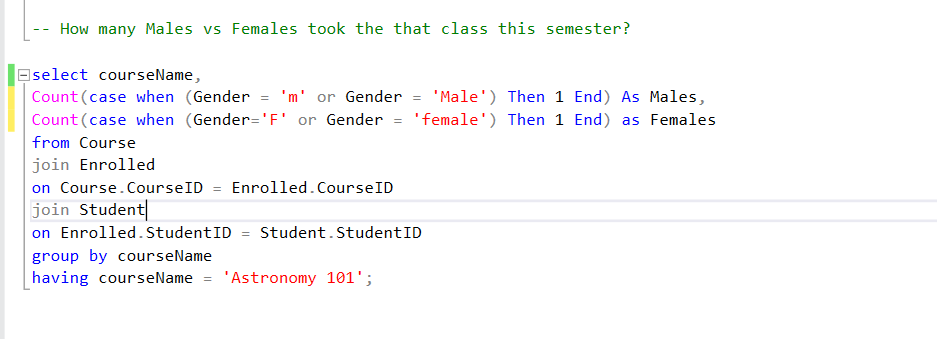 -- How many Males vs Females took the that class this semester?
select courseName,
Count(case when (Gender = 'm' or Gender = 'Male') Then 1 End) As Males,
Count(case when (Gender='F' or Gender = 'female') Then 1 End) as Females
from Course
join Enrolled
on Course.CourseID = Enrolled.CourseID
join Student
on Enrolled.StudentID = Student.StudentID
group by courseName
having courseName = 'Astronomy 101';